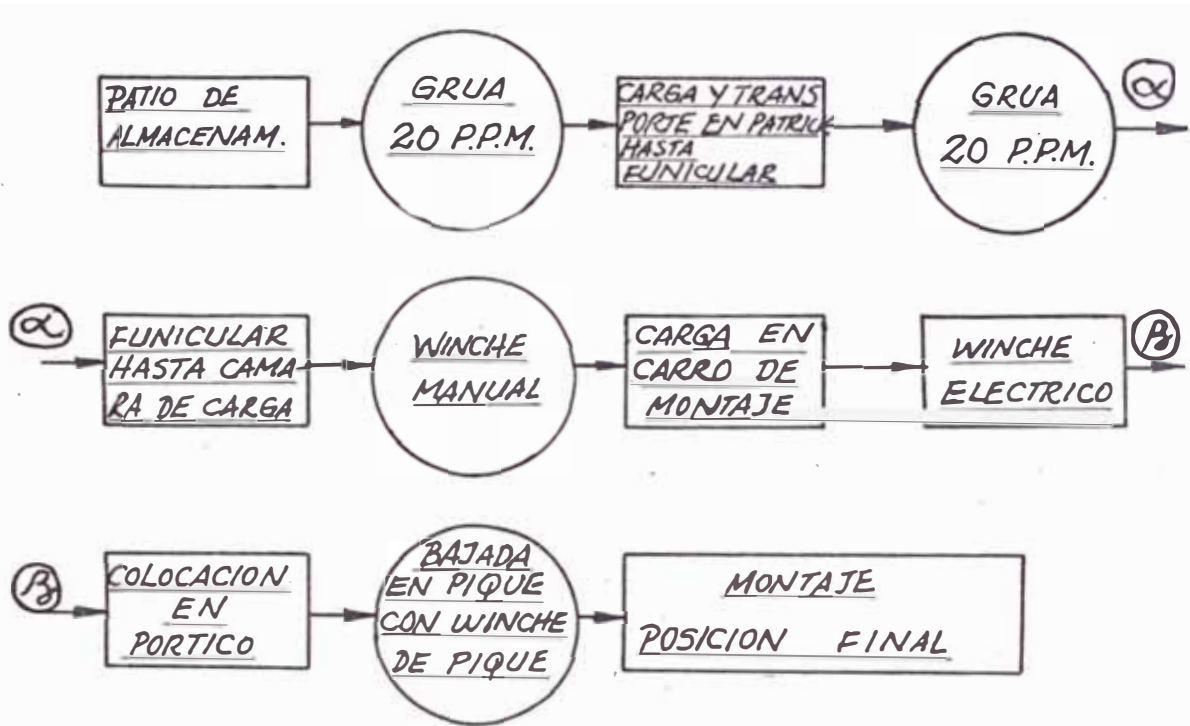 PATIO DE
ALMACENAM.
GRUA
20 P.P.M.
CARGA Y TRANS
PORTE EN PATRIC
HASTA
FUNICULAR
GRUA
20 P.P.M.
α
α
FUNICULAR
HASTA CAMA
RA DE CARGA
WINCHE
MANUAL
CARGA EN
CARRO DE
MONTAJE
WINCHE
ELECTRICO
β
β
COLOCACION
EN
PORTICO
BAJADA
EN PIQUE
CON WINCHE
DE PIQUE
MONTAJE
POSICION FINAL